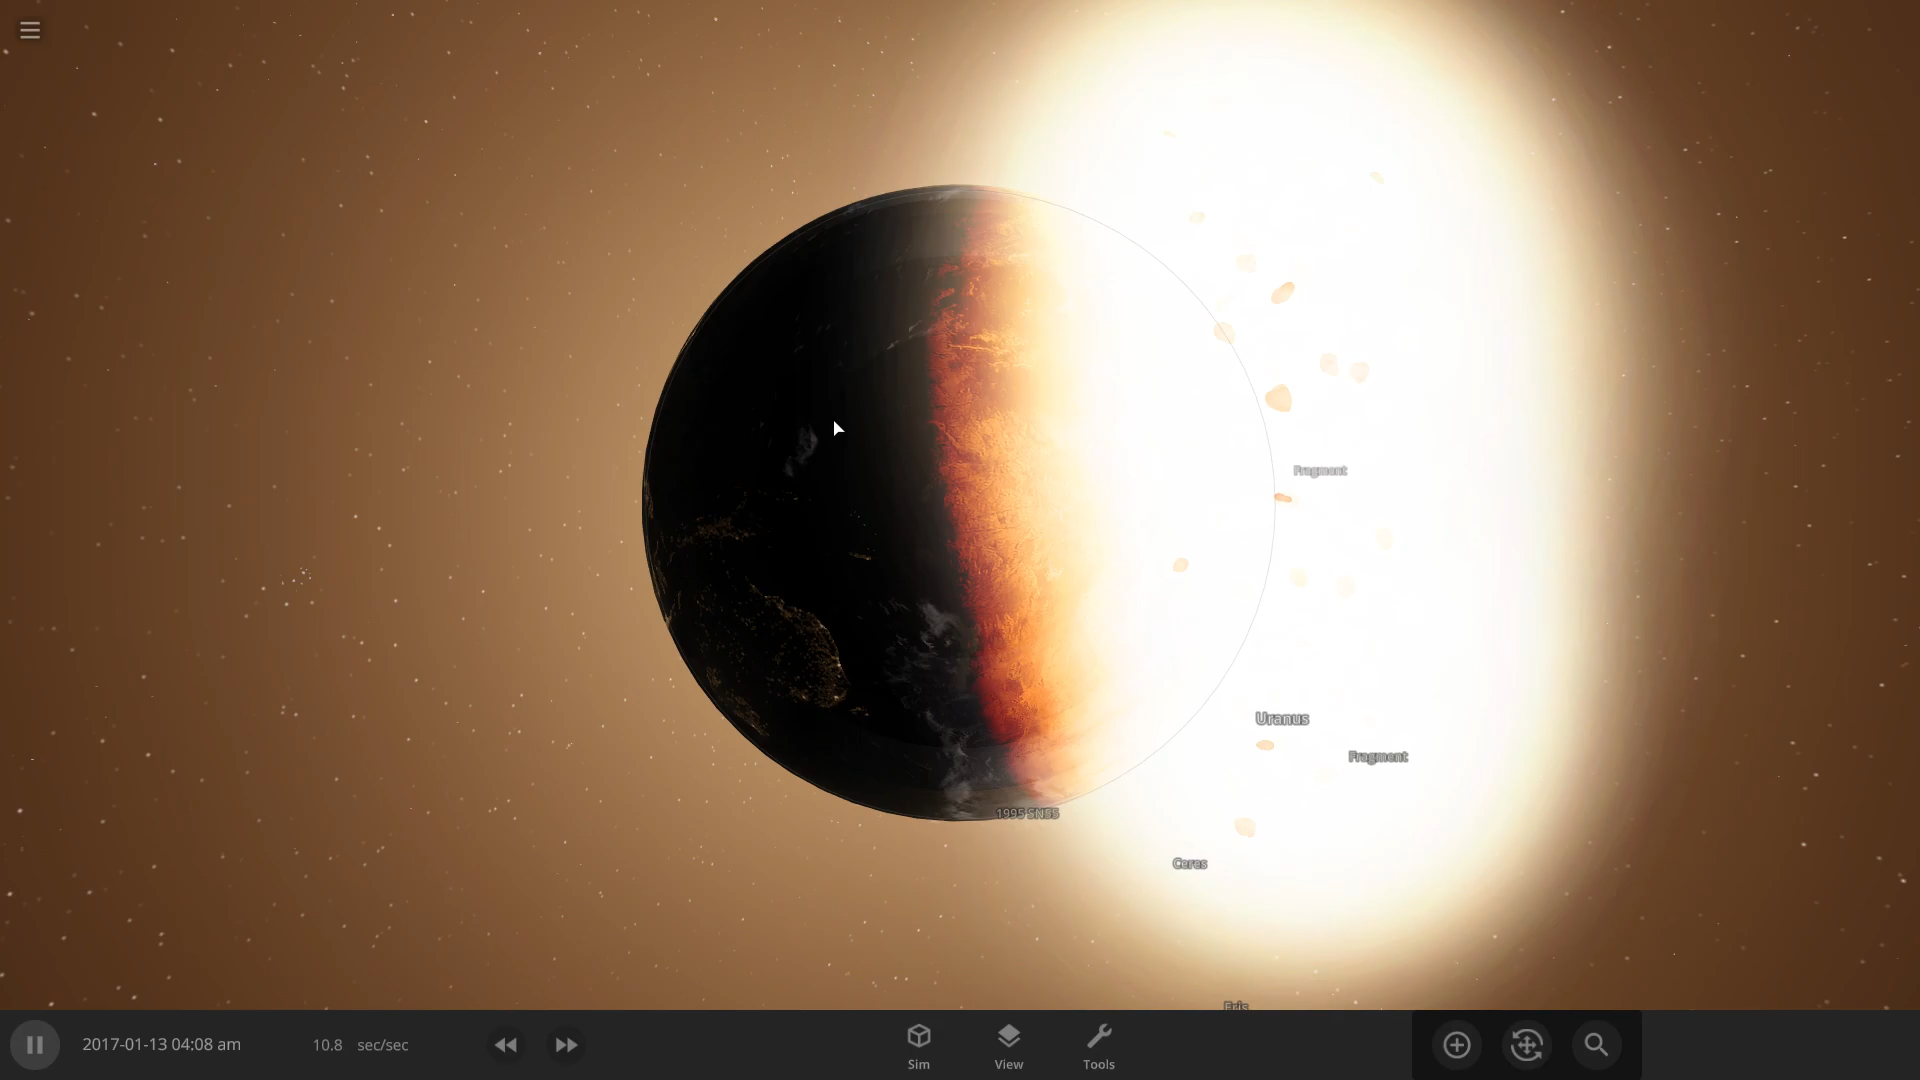 Fragment
Uranus
Fragment
1995 SN55
Ceres
Eris
2017-01-13 04:08 am
10.8 sec/sec
Sim
View
Tools